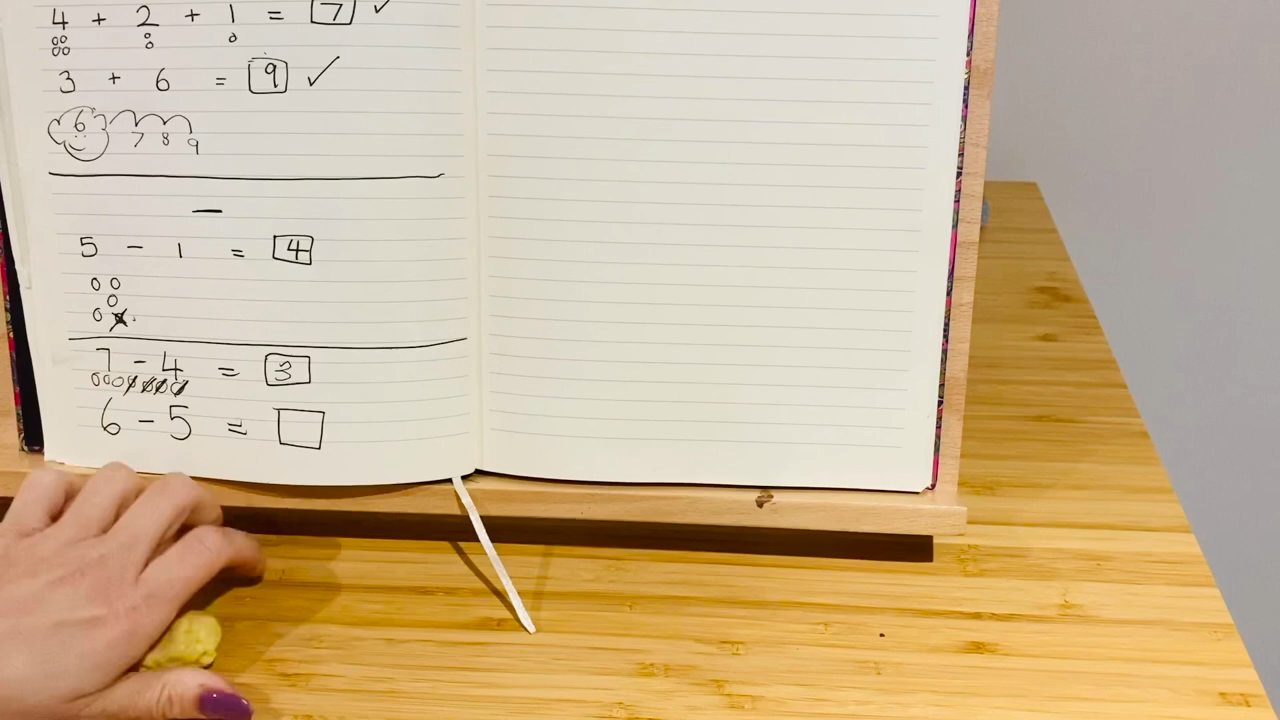 4 + 2 + 1 = 7 ✓
3 + 6 = 9 ✓
6 7 8 9
-
5 - 1 = 4
7 - 4 = 3
6 - 5 =